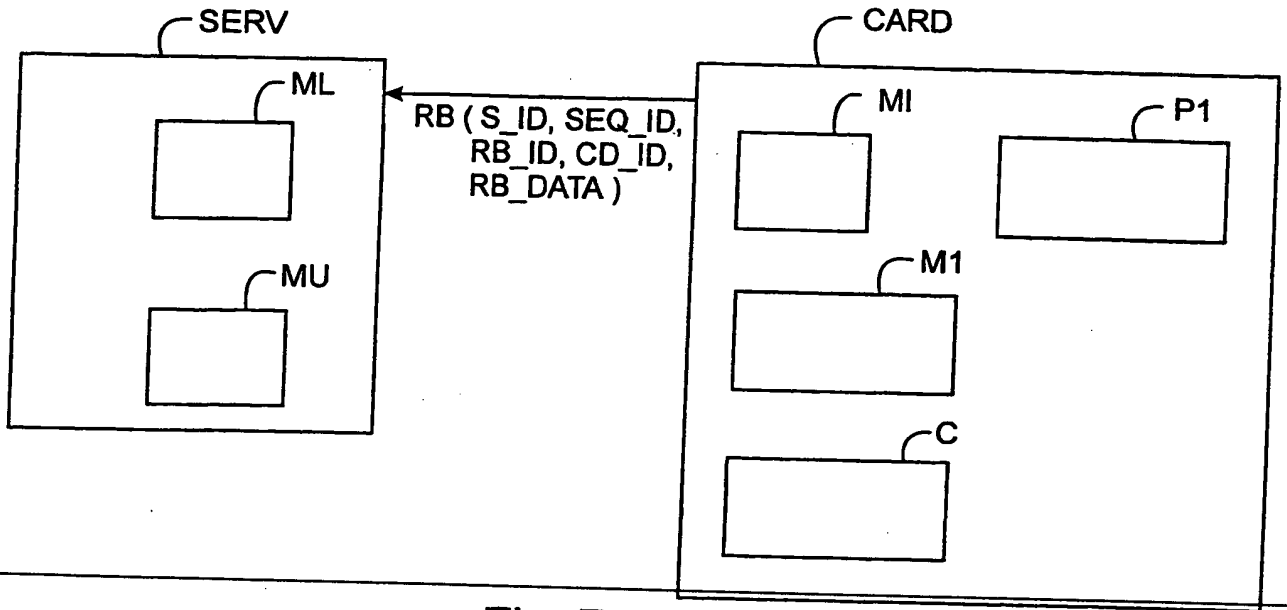 SERV
CARD
ML
RB ( S_ID, SEQ_ID,
RB_ID, CD_ID,
RB_DATA )
MI
P1
MU
M1
C